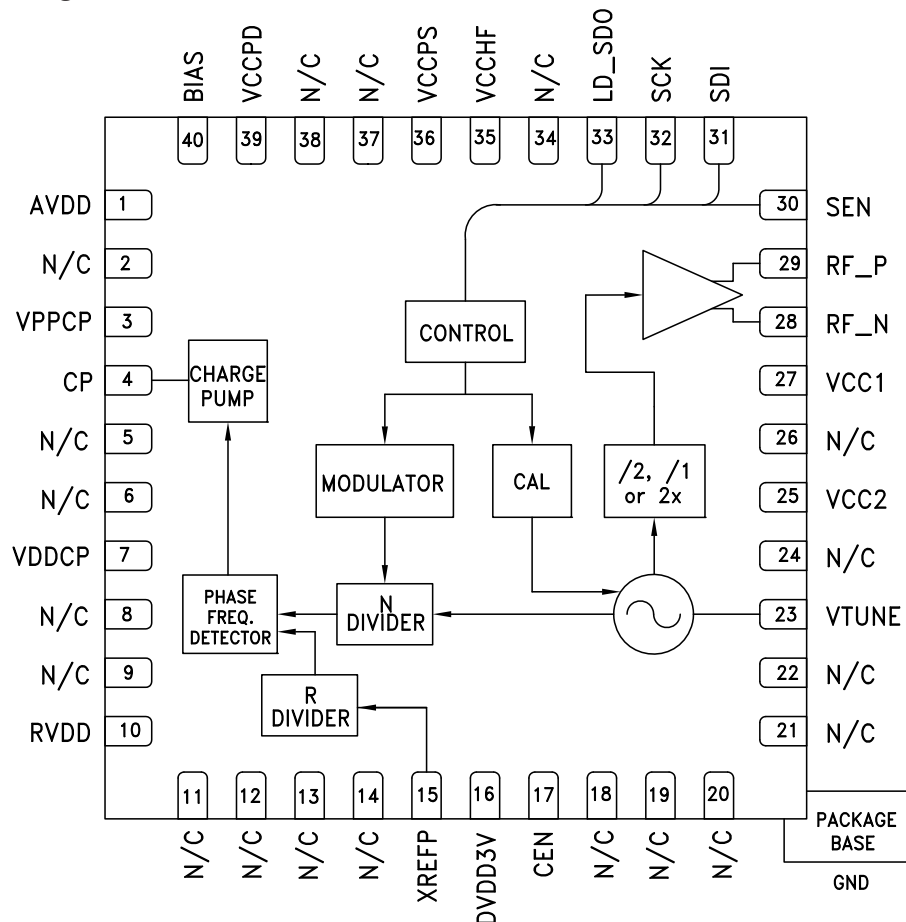 BIAS
VCCPD
N/C
N/C
VCCPS
VCCHF
N/C
LD_SDO
SCK
SDI
40
39
38
37
36
35
34
33
32
31
AVDD 1
N/C 2
VPPCP 3
CP 4
N/C 5
N/C 6
VDDCP 7
N/C 8
N/C 9
RVDD 10
30 SEN
29 RF_P
28 RF_N
27 VCC1
26 N/C
25 VCC2
24 N/C
23 VTUNE
22 N/C
21 N/C
CONTROL
CHARGE
PUMP
MODULATOR
CAL
/2, /1
or 2x
PHASE
FREQ.
DETECTOR
N
DIVIDER
R
DIVIDER
11
12
13
14
15
16
17
18
19
20
N/C
N/C
N/C
N/C
XREFP
DVDD3V
CEN
N/C
N/C
N/C
PACKAGE
BASE
GND